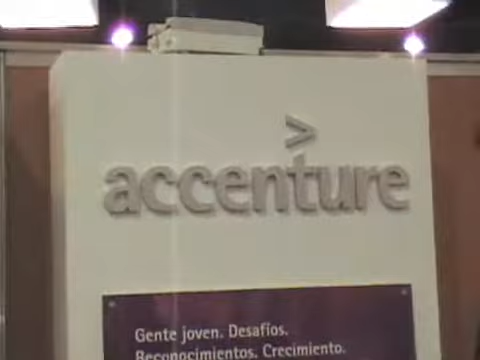 >
accenture
Gente joven. Desafíos.
Reconocimientos. Crecimiento.